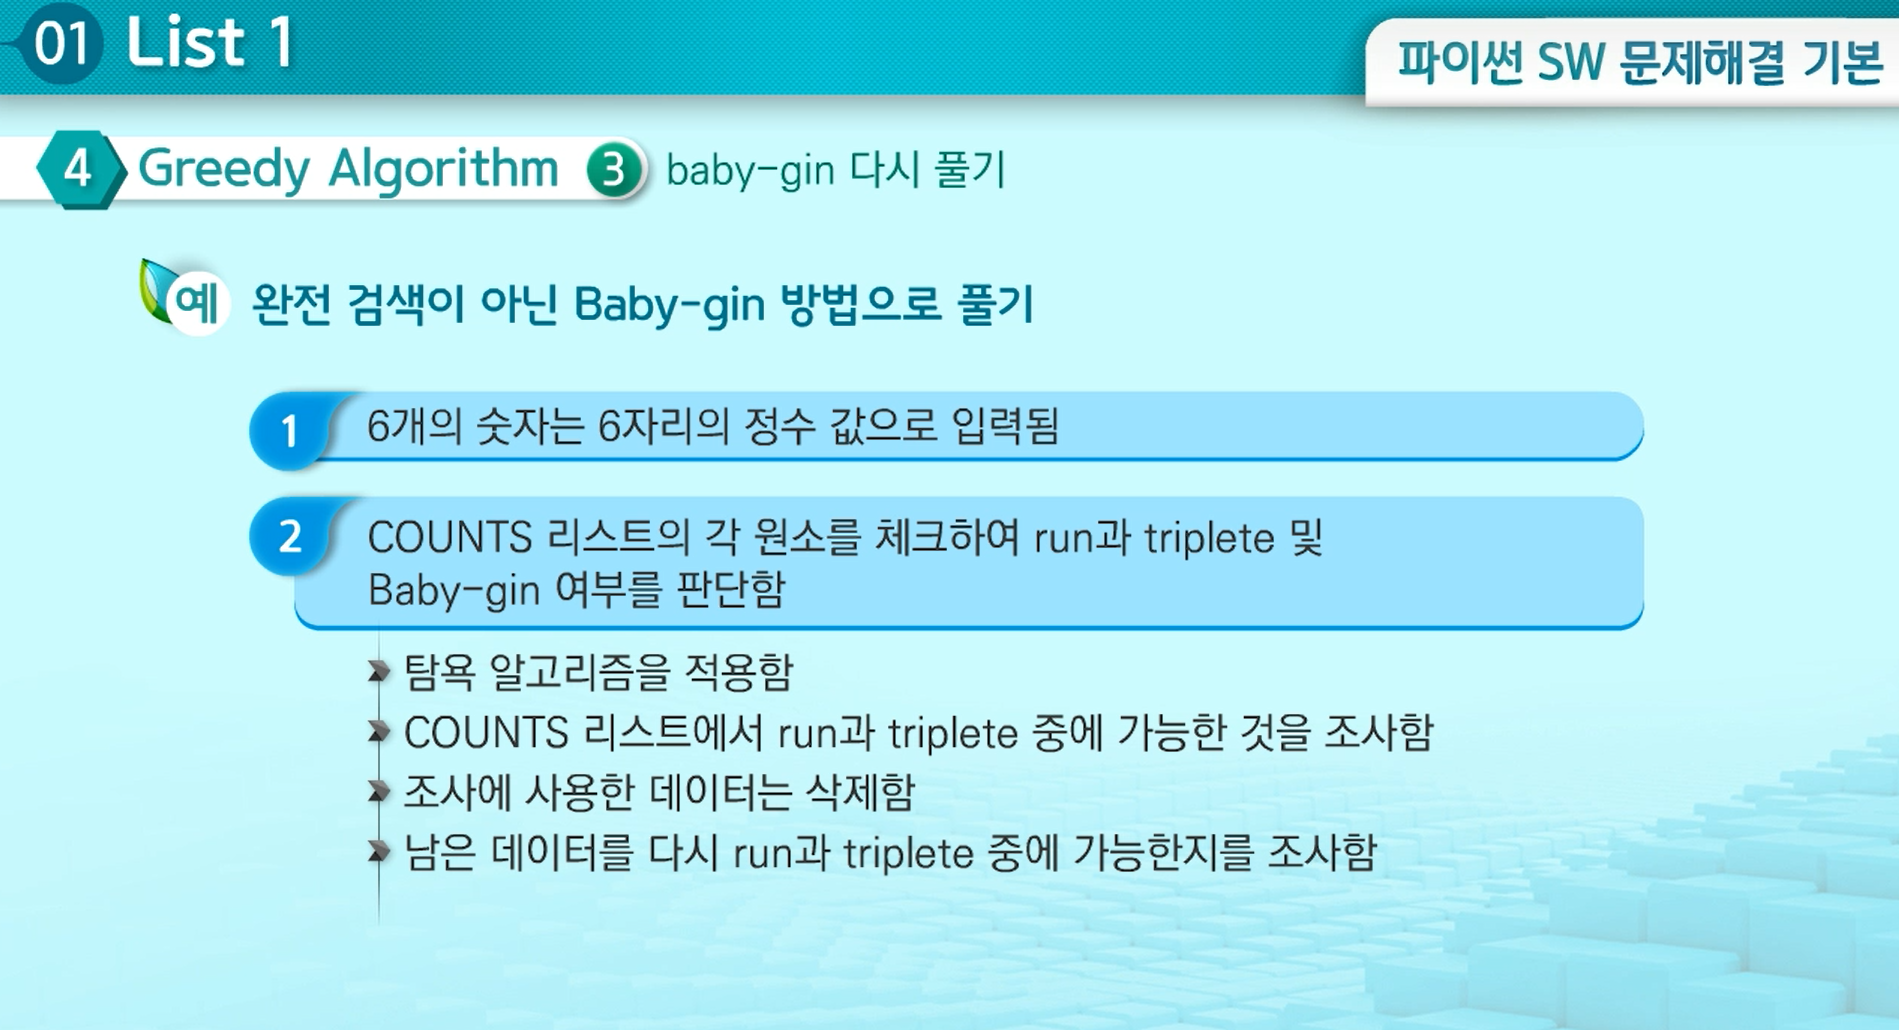 01 List 1
파이썬 SW 문제해결 기본
4 Greedy Algorithm 3 baby-gin 다시 풀기
예 완전 검색이 아닌 Baby-gin 방법으로 풀기
1 6개의 숫자는 6자리의 정수 값으로 입력됨
2 COUNTS 리스트의 각 원소를 체크하여 run과 triplete 및
Baby-gin 여부를 판단함
탐욕 알고리즘을 적용함
COUNTS 리스트에서 run과 triplete 중에 가능한 것을 조사함
조사에 사용한 데이터는 삭제함
남은 데이터를 다시 run과 triplete 중에 가능한지를 조사함